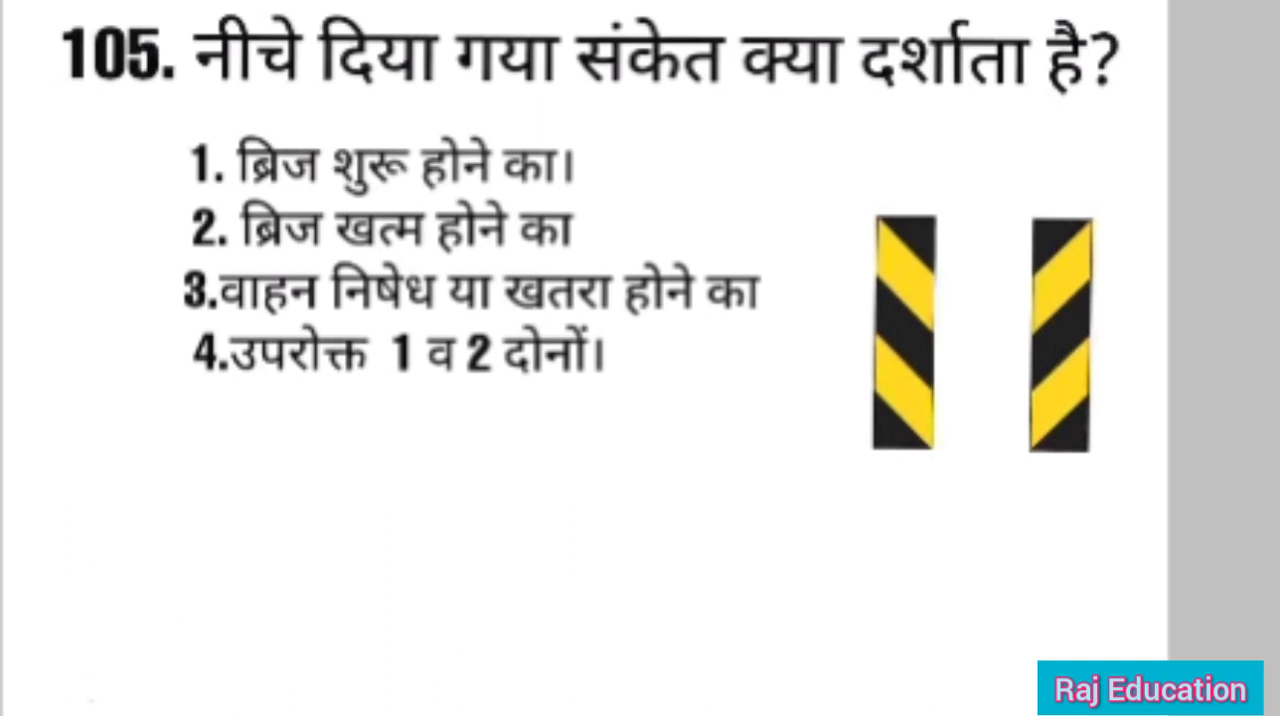 105. नीचे दिया गया संकेत क्या दर्शाता है?
1. ब्रिज शुरू होने का।
2. ब्रिज खत्म होने का
3.वाहन निषेध या खतरा होने का
4.उपरोक्त 1 व 2 दोनों।
Raj Education